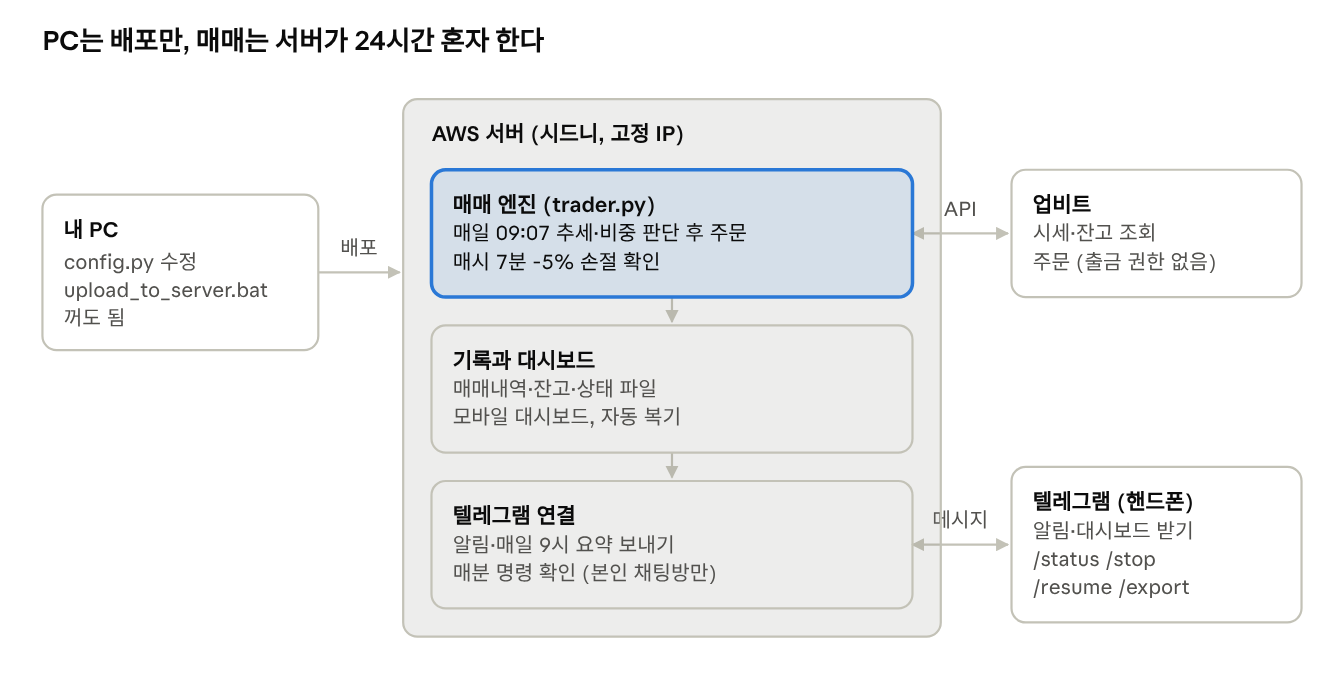 PC는 배포만, 매매는 서버가 24시간 혼자 한다
내 PC
config.py 수정
upload_to_server.bat
꺼도 됨
배포
AWS 서버 (시드니, 고정 IP)
매매 엔진 (trader.py)
매일 09:07 추세·비중 판단 후 주문
매시 7분 -5% 손절 확인
기록과 대시보드
매매내역·잔고·상태 파일
모바일 대시보드, 자동 복기
텔레그램 연결
알림·매일 9시 요약 보내기
매분 명령 확인 (본인 채팅방만)
API
업비트
시세·잔고 조회
주문 (출금 권한 없음)
메시지
텔레그램 (핸드폰)
알림·대시보드 받기
/status /stop
/resume /export